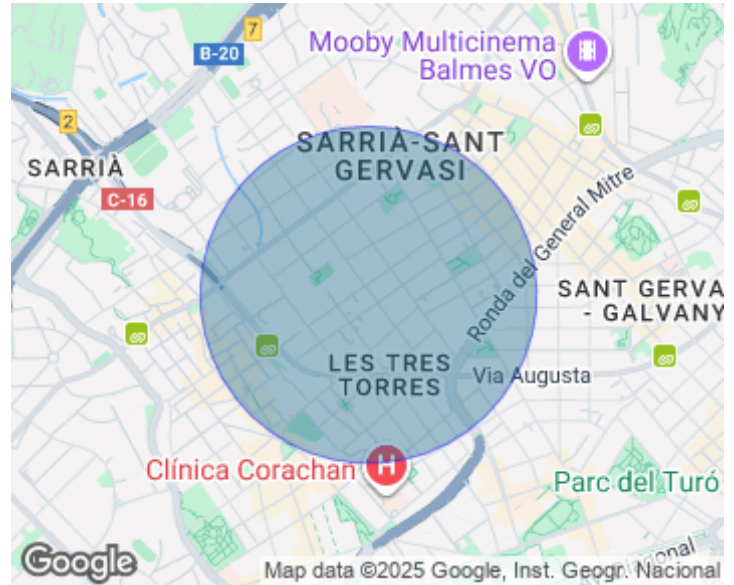 7
B-20
Mooby Multicinema
Balmes VO
2
SARRIÀ-SANT
GERVASI
SARRIÀ
C-16
Ronda del General Mitre
SANT GERVA
- GALVANY
LES TRES
TORRES
Via Augusta
Clínica Corachan
H
Parc del Turó
Google
Map data ©2025 Google, Inst. Geogr. Nacional